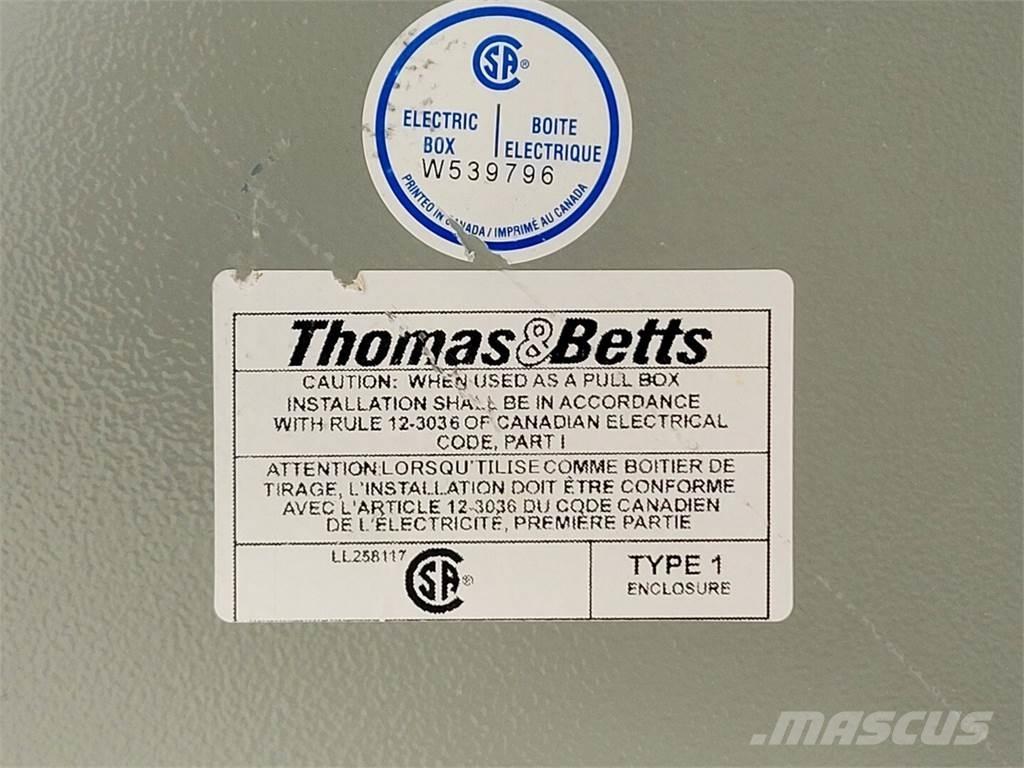 CSA®
ELECTRIC BOX | BOITE ELECTRIQUE
W539796
PRINTED IN CANADA / IMPRIMÉ AU CANADA
Thomas&Betts
CAUTION: WHEN USED AS A PULL BOX
INSTALLATION SHALL BE IN ACCORDANCE
WITH RULE 12-3036 OF CANADIAN ELECTRICAL
CODE, PART I
ATTENTION:LORSQU'TILISE COMME BOITIER DE
TIRAGE, L'INSTALLATION DOIT ÊTRE CONFORME
AVEC L'ARTICLE 12-3036 DU CODE CANADIEN
DE L'ÉLECTRICITÉ, PREMIÈRE PARTIE
LL258117
CSA®
TYPE 1
ENCLOSURE
MASCUS